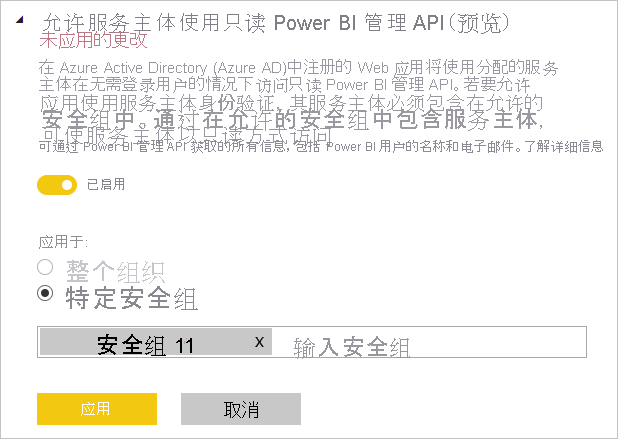 允许服务主体使用只读 Power BI 管理 API(预览)
未应用的更改
在 Azure Active Directory (Azure AD)中注册的 Web 应用将使用分配的服务
主体在无需登录用户的情况下访问只读 Power BI 管理 API。若要允许
应用使用服务主体身份验证, 其服务主体必须包含在允许的
安全组中。通过在允许的安全组中包含服务主体,
可使服务主体以只读方式访问
可通过 Power BI 管理 API 获取的所有信息, 包括 Power BI 用户的名称和电子邮件。了解详细信息
已启用
应用于:
整个组织
特定安全组
安全组 11 x 输入安全组
应用 取消